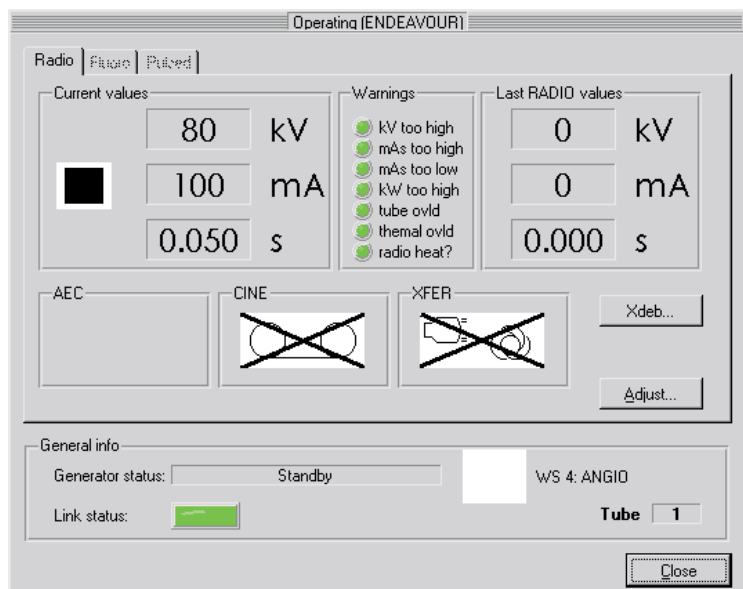 Operating (ENDEAVOUR)
Radio Fluoro Pulsed
Current values
80 kV
100 mA
0.050 s
Warnings
kV too high
mAs too high
mAs too low
kW too high
tube ovld
themal ovld
radio heat?
Last RADIO values
0 kV
0 mA
0.000 s
AEC
CINE
XFER
Xdeb...
Adjust...
General info
Generator status: Standby
WS 4: ANGIO
Link status:
Tube 1
Close